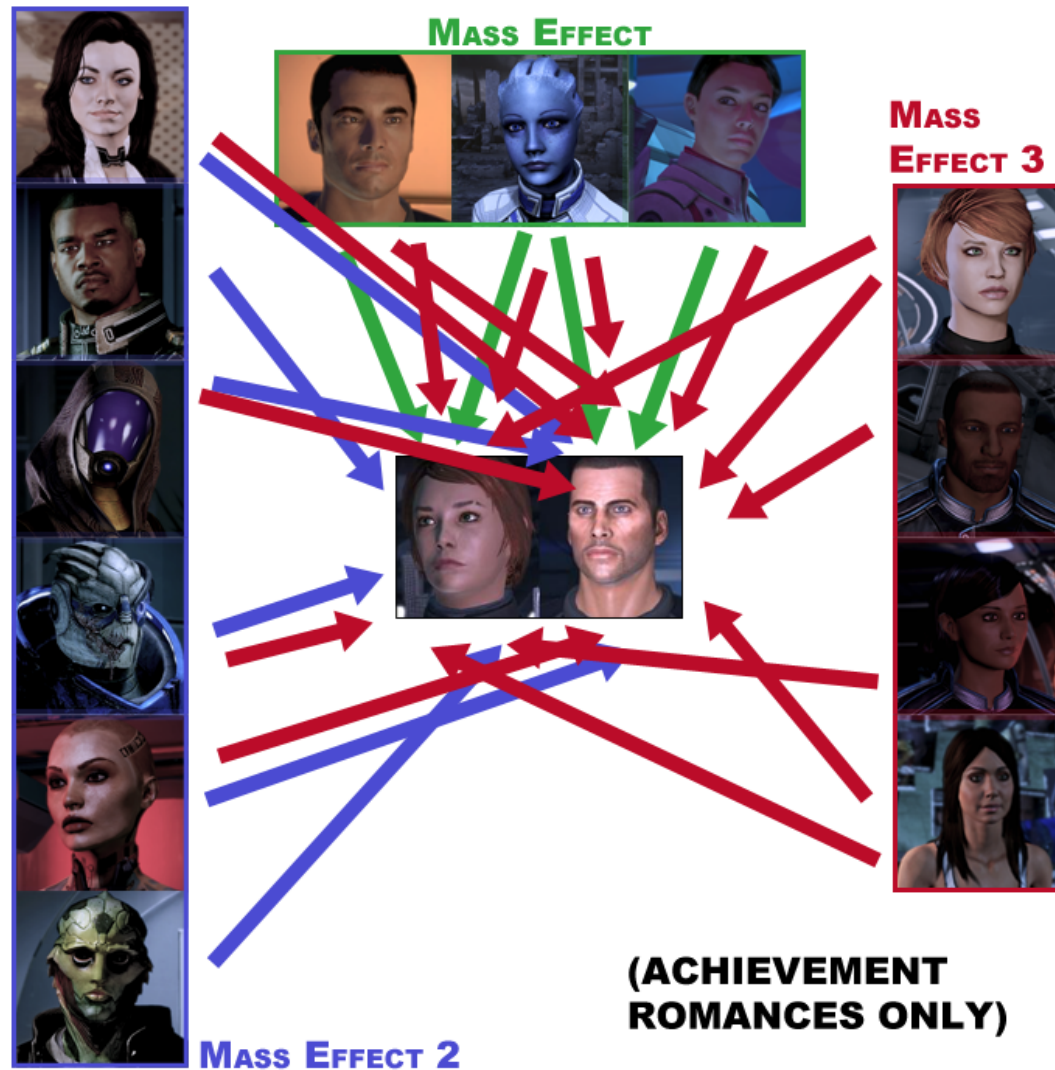 Mass Effect
Mass
Effect 3
(ACHIEVEMENT
ROMANCES ONLY)
Mass Effect 2